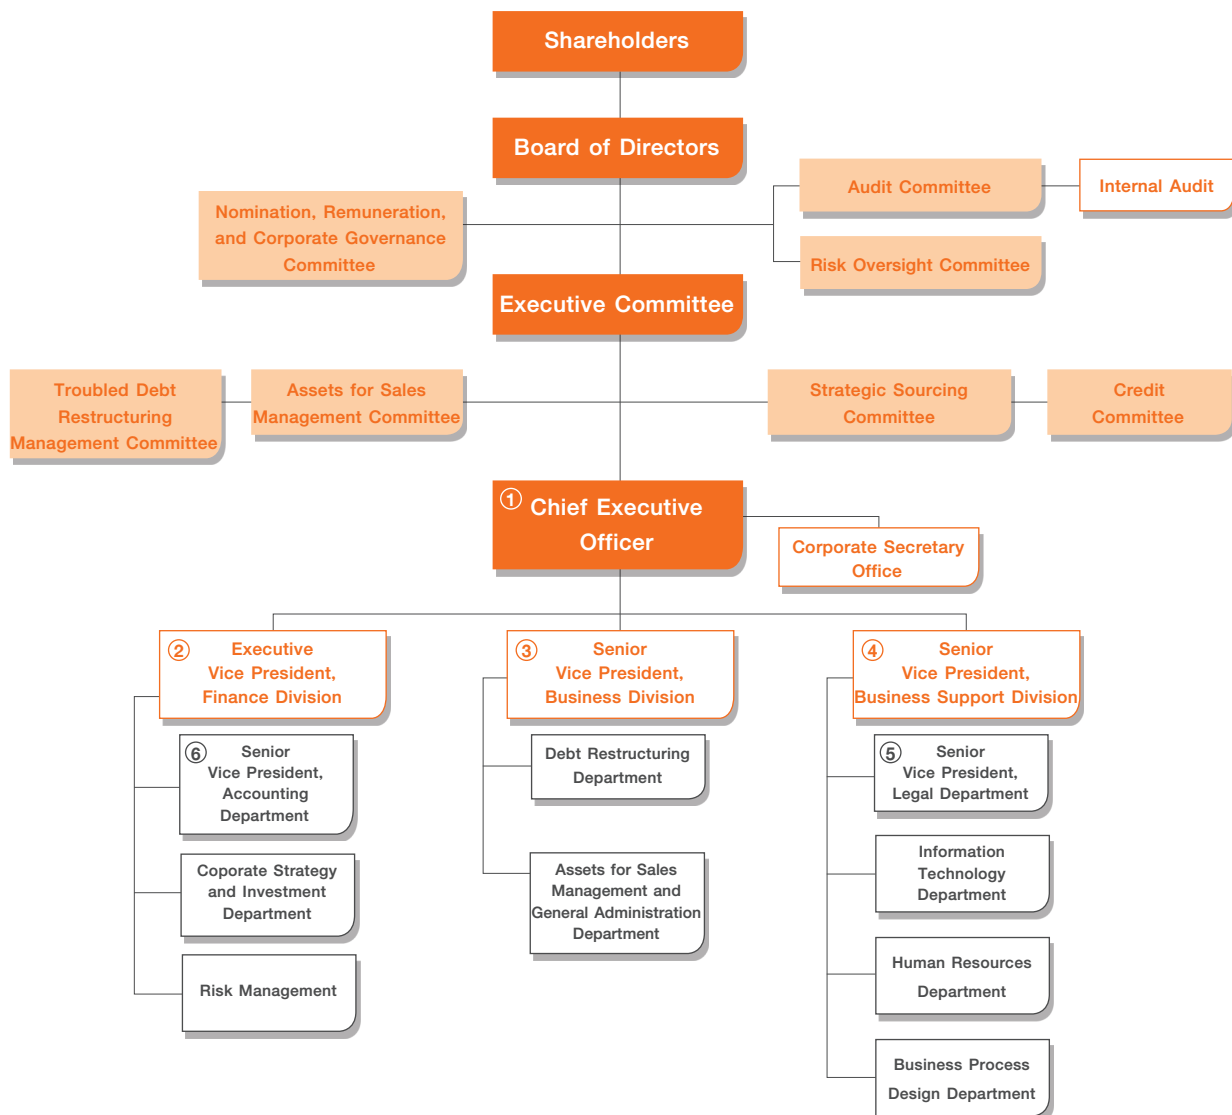 Shareholders
Board of Directors
Audit Committee
Internal Audit
Nomination, Remuneration,
and Corporate Governance
Committee
Risk Oversight Committee
Executive Committee
Troubled Debt
Restructuring
Management Committee
Assets for Sales
Management Committee
Strategic Sourcing
Committee
Credit
Committee
① Chief Executive
Officer
Corporate Secretary
Office
② Executive
Vice President,
Finance Division
③ Senior
Vice President,
Business Division
④ Senior
Vice President,
Business Support Division
⑥ Senior
Vice President,
Accounting
Department
Debt Restructuring
Department
⑤ Senior
Vice President,
Legal Department
Coporate Strategy
and Investment
Department
Assets for Sales
Management and
General Administration
Department
Information
Technology
Department
Risk Management
Human Resources
Department
Business Process
Design Department